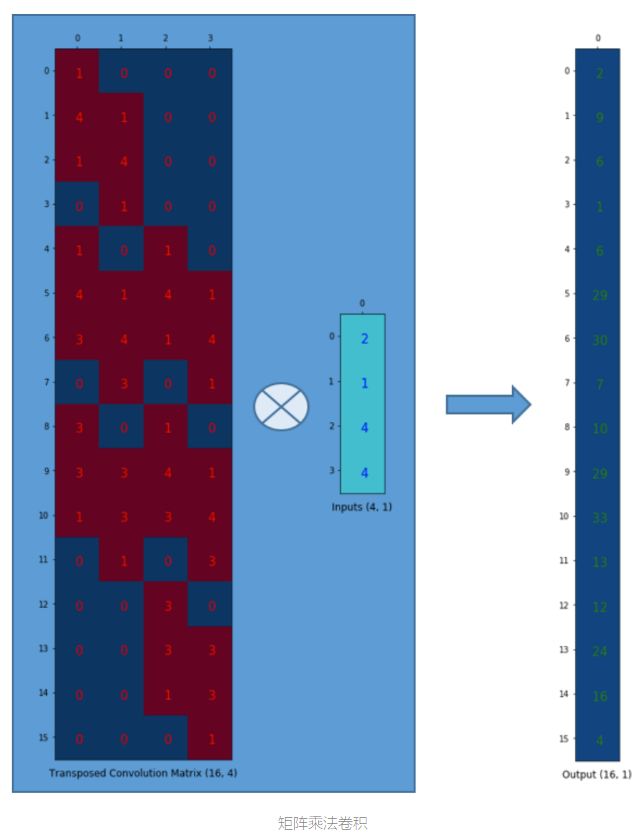 0 1 2 3
0 1 0 0 0
1 4 1 0 0
2 1 4 0 0
3 0 1 0 0
4 1 0 1 0
5 4 1 4 1
6 3 4 1 4
7 0 3 0 1
8 3 0 1 0
9 3 3 4 1
10 1 3 3 4
11 0 1 0 3
12 0 0 3 0
13 0 0 3 3
14 0 0 1 3
15 0 0 0 1
Transposed Convolution Matrix (16, 4)
0
0 2
1 1
2 4
3 4
Inputs (4, 1)
0
0 2
1 9
2 6
3 1
4 6
5 29
6 30
7 7
8 10
9 29
10 33
11 13
12 12
13 24
14 16
15 4
Output (16, 1)
矩阵乘法卷积